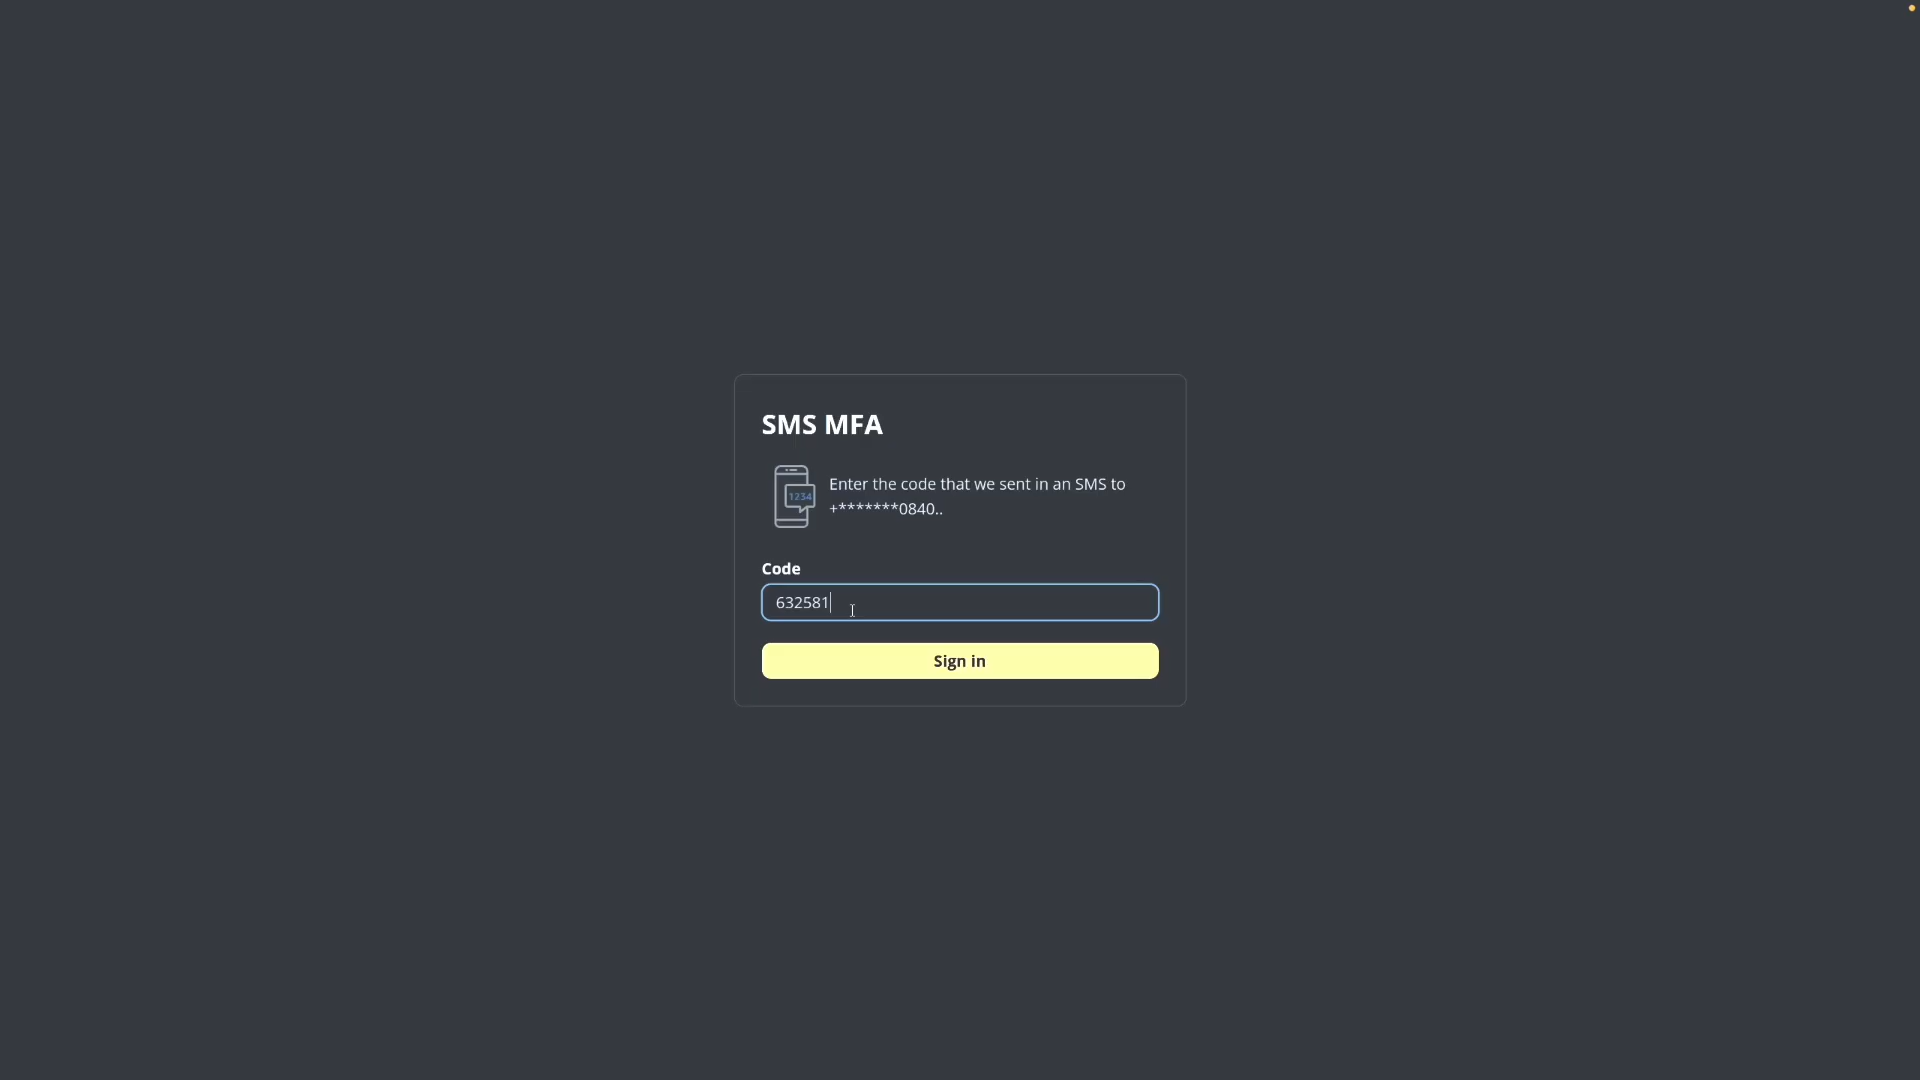 SMS MFA
1234
Enter the code that we sent in an SMS to
+*******0840..
Code
632581
Sign in